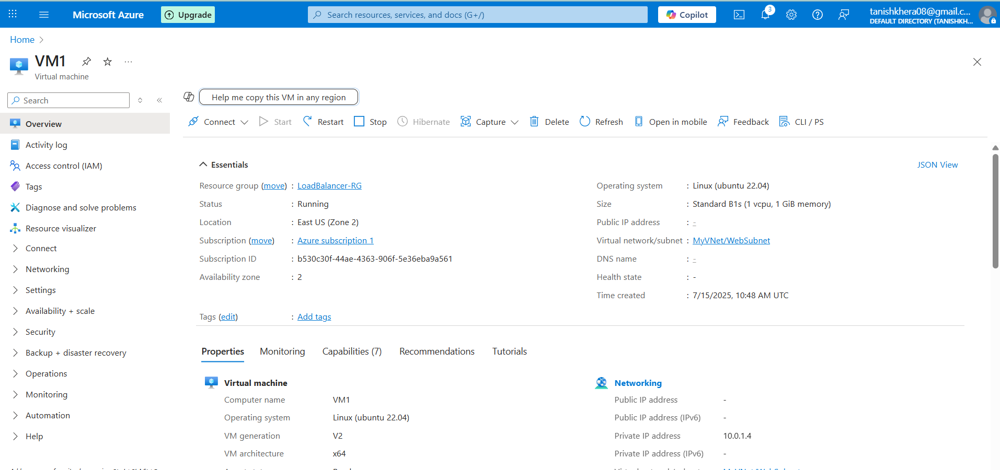 Microsoft Azure
Upgrade
Search resources, services, and docs (G+/)
Copilot
3
tanishkhera08@gmail.c...
DEFAULT DIRECTORY (TANISHKH...
Home
VM1
Virtual machine
Search
Help me copy this VM in any region
Connect
Start
Restart
Stop
Hibernate
Capture
Delete
Refresh
Open in mobile
Feedback
CLI / PS
Overview
Activity log
Access control (IAM)
Tags
Diagnose and solve problems
Resource visualizer
Connect
Networking
Settings
Availability + scale
Security
Backup + disaster recovery
Operations
Monitoring
Automation
Help
Essentials
JSON View
Resource group (move) : LoadBalancer-RG
Status : Running
Location : East US (Zone 2)
Subscription (move) : Azure subscription 1
Subscription ID : b530c30f-44ae-4363-906f-5e36eba9a561
Availability zone : 2
Operating system : Linux (ubuntu 22.04)
Size : Standard B1s (1 vcpu, 1 GiB memory)
Public IP address : -
Virtual network/subnet : MyVNet/WebSubnet
DNS name : -
Health state : -
Time created : 7/15/2025, 10:48 AM UTC
Tags (edit) : Add tags
Properties
Monitoring
Capabilities (7)
Recommendations
Tutorials
Virtual machine
Computer name VM1
Operating system Linux (ubuntu 22.04)
VM generation V2
VM architecture x64
Networking
Public IP address -
Public IP address (IPv6) -
Private IP address 10.0.1.4
Private IP address (IPv6) -